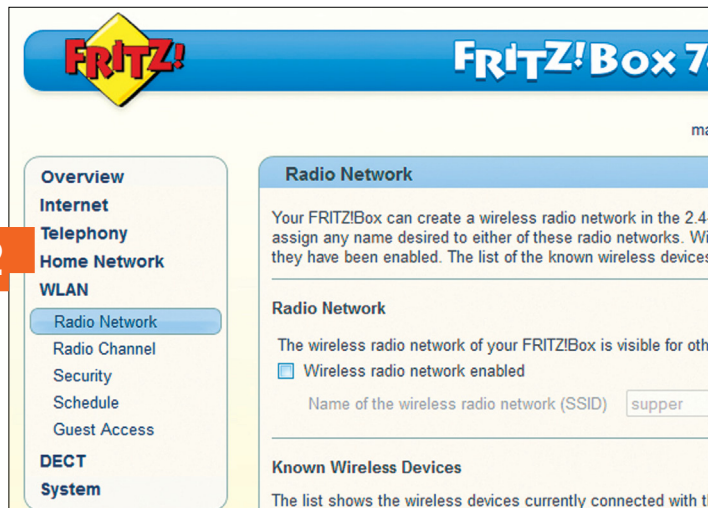 FRITZ!
FRITZ!Box 7
ma
Overview
Internet
Telephony
Home Network
WLAN
Radio Network
Radio Channel
Security
Schedule
Guest Access
DECT
System
Radio Network
Your FRITZ!Box can create a wireless radio network in the 2.4-
assign any name desired to either of these radio networks. Wi
they have been enabled. The list of the known wireless devices
Radio Network
The wireless radio network of your FRITZ!Box is visible for oth
Wireless radio network enabled
Name of the wireless radio network (SSID) supper
Known Wireless Devices
The list shows the wireless devices currently connected with t